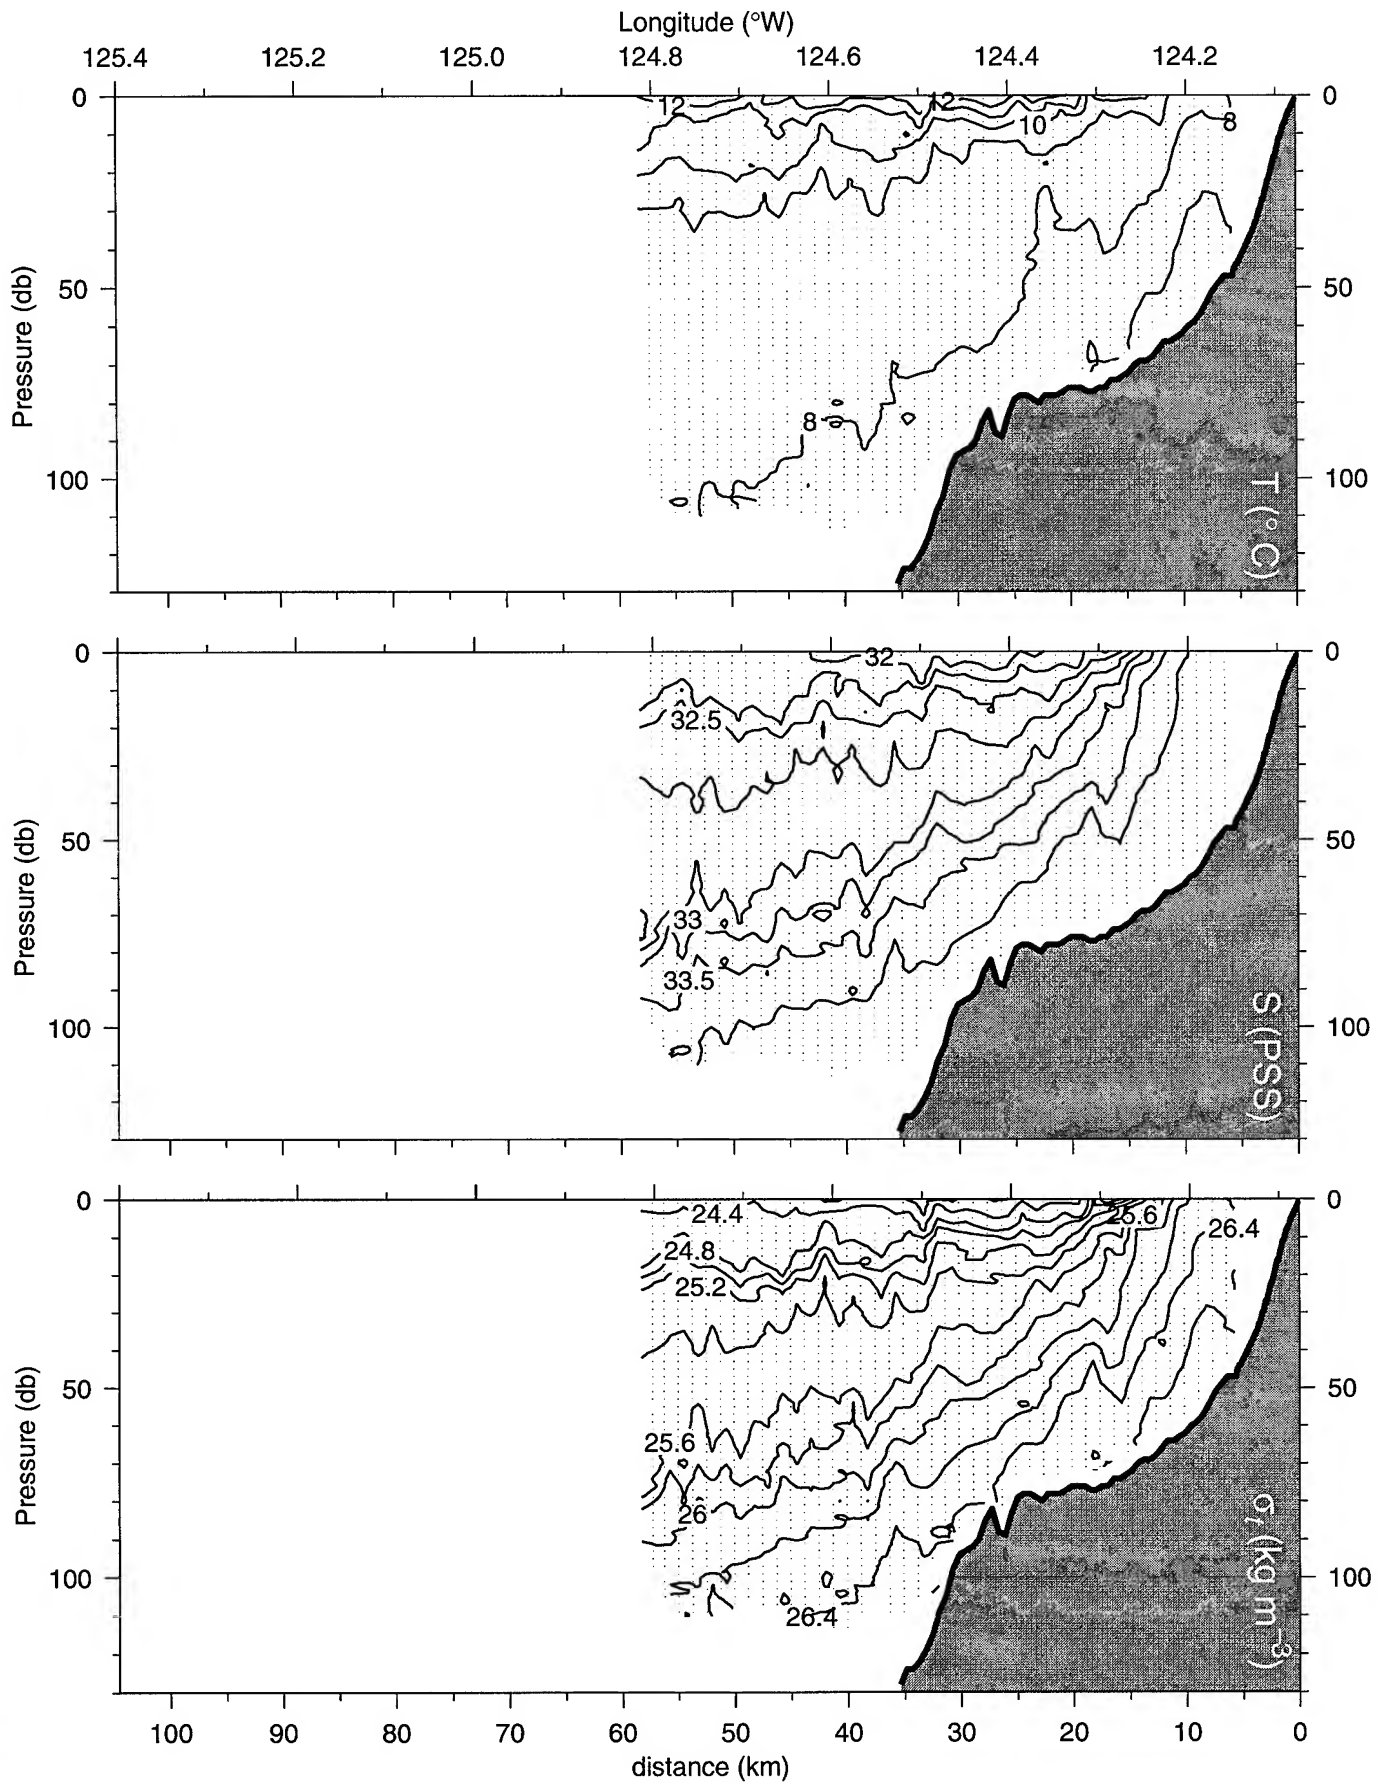 Longitude (°W)
125.4 125.2 125.0 124.8 124.6 124.4 124.2
0 12 12 10 8 0
50 50
8
100 100
Pressure (db)
T (°C)
0 32 0
32.5
50 50
33
33.5
100 100
Pressure (db)
S (PSS)
0 24.4 25.6 26.4 0
24.8
25.2
50 50
25.6
26
100 100
26.4
Pressure (db)
σt (kg m⁻³)
100 90 80 70 60 50 40 30 20 10 0
distance (km)